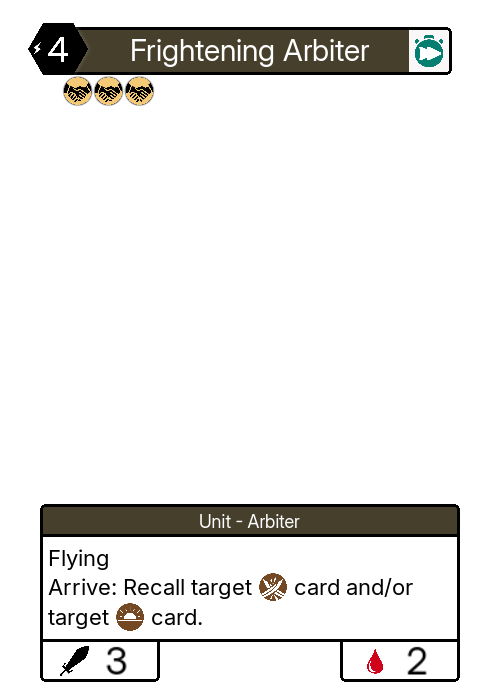 4 Frightening Arbiter
Unit - Arbiter
Flying
Arrive: Recall target card and/or
target card.
3 2